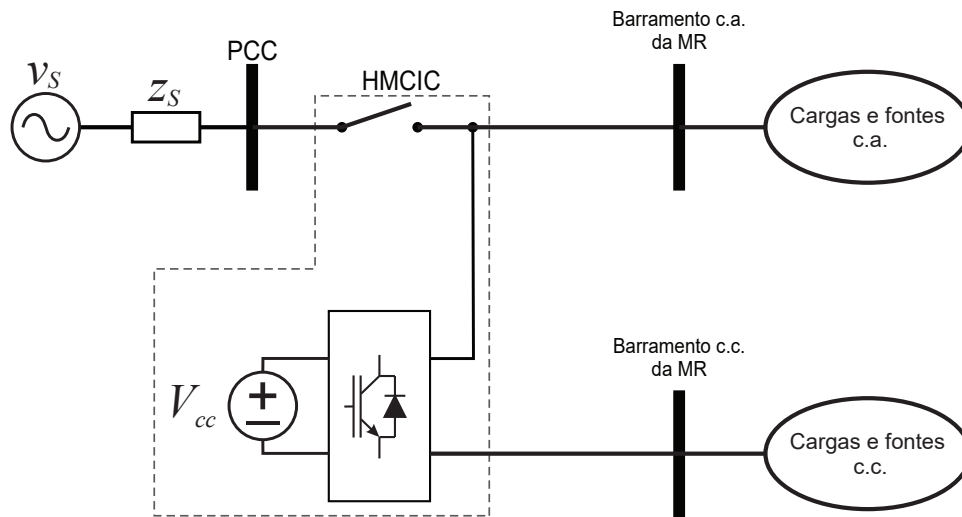 Barramento c.a.
da MR
PCC
v_S
z_S
HMCIC
Cargas e fontes
c.a.
Barramento c.c.
da MR
V_cc
Cargas e fontes
c.c.